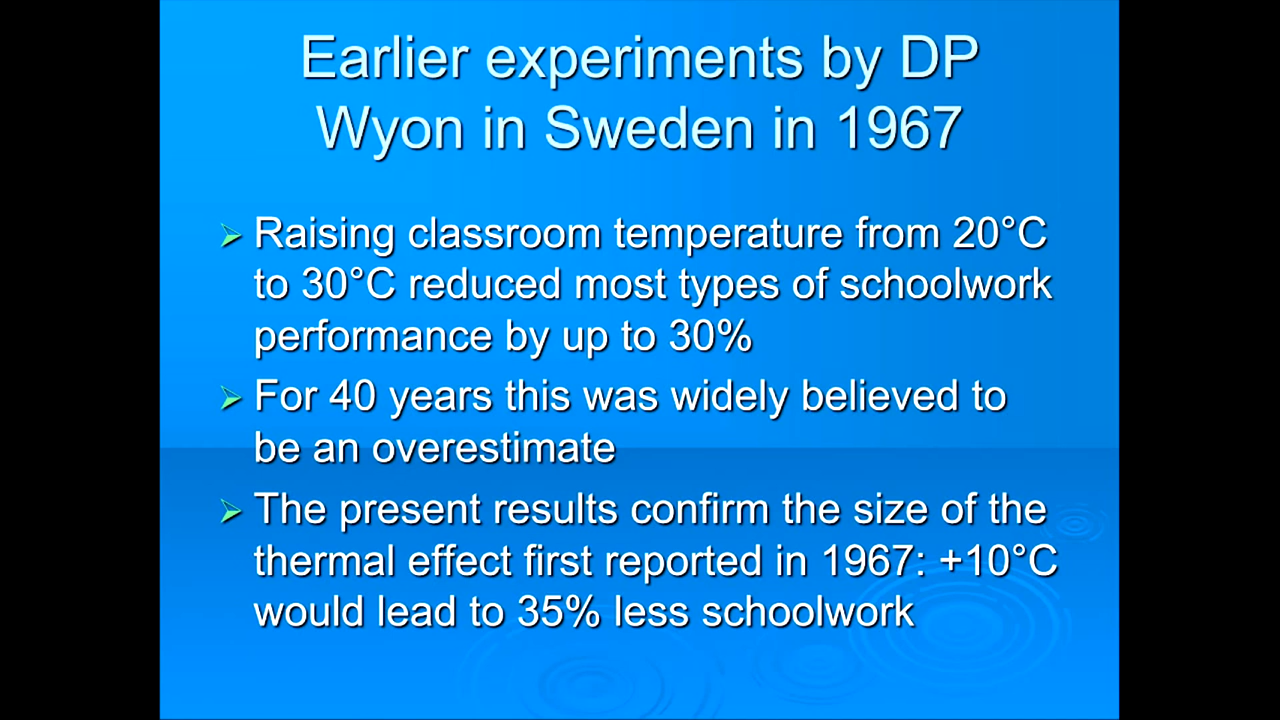 Earlier experiments by DP
Wyon in Sweden in 1967
Raising classroom temperature from 20°C
to 30°C reduced most types of schoolwork
performance by up to 30%
For 40 years this was widely believed to
be an overestimate
The present results confirm the size of the
thermal effect first reported in 1967: +10°C
would lead to 35% less schoolwork